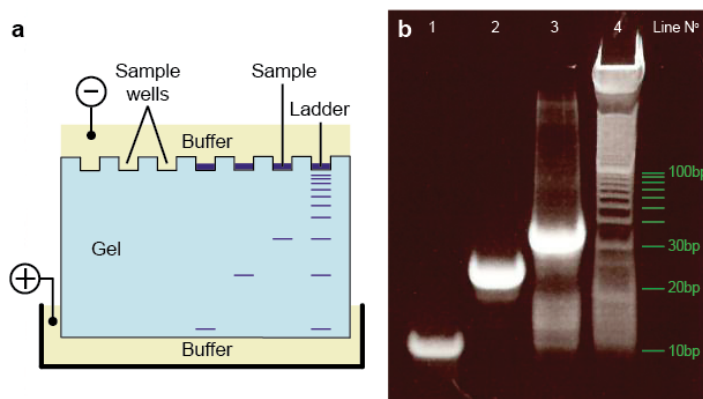 a
Sample
wells
Sample
Ladder
−
Buffer
Gel
+
Buffer
b
1 2 3 4 Line Nº
100bp
30bp
20bp
10bp